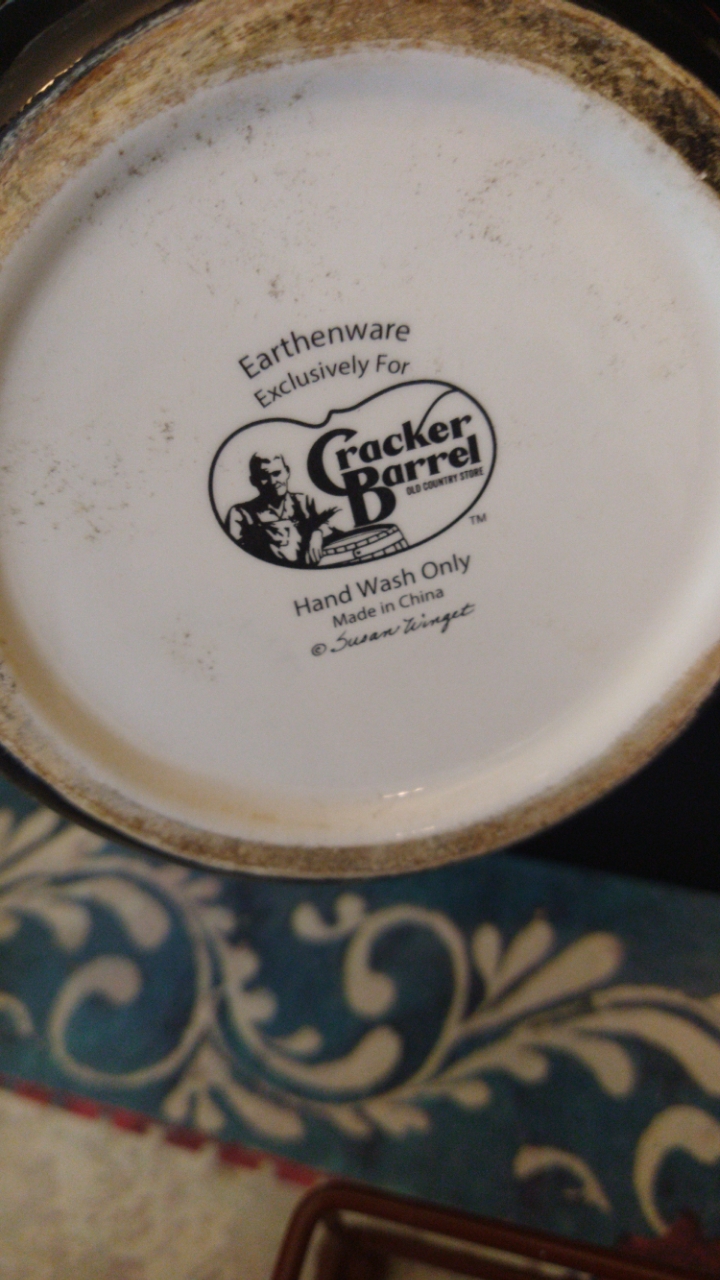 Earthenware
Exclusively For
Cracker
Barrel
OLD COUNTRY STORE
TM
Hand Wash Only
Made in China
© Susan Winget